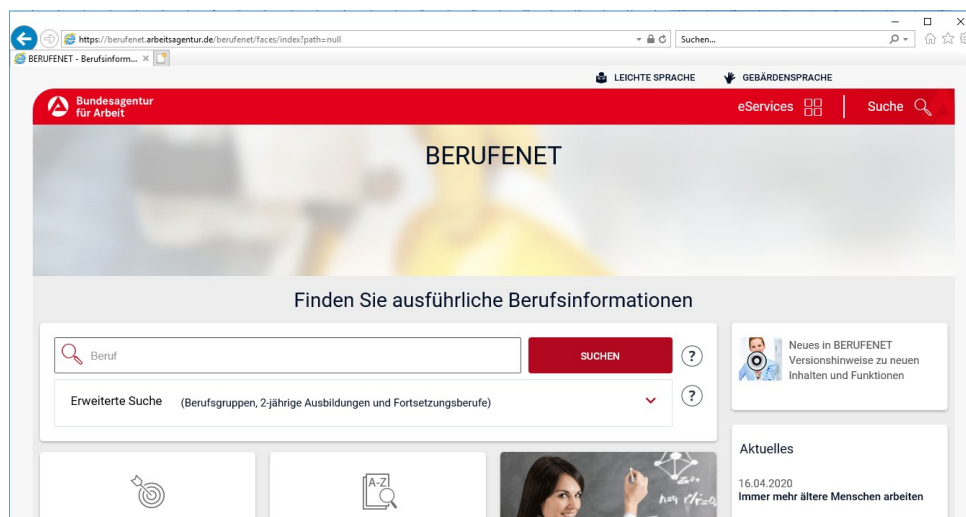 https://berufenet.arbeitsagentur.de/berufenet/faces/index?path=null
Suchen...
BERUFENET - Berufsinform...
LEICHTE SPRACHE
GEBÄRDENSPRACHE
Bundesagentur
für Arbeit
eServices
Suche
BERUFENET
Finden Sie ausführliche Berufsinformationen
Beruf
SUCHEN
?
Erweiterte Suche (Berufsgruppen, 2-jährige Ausbildungen und Fortsetzungsberufe)
?
Neues in BERUFENET
Versionshinweise zu neuen
Inhalten und Funktionen
Aktuelles
16.04.2020
Immer mehr ältere Menschen arbeiten
A-Z